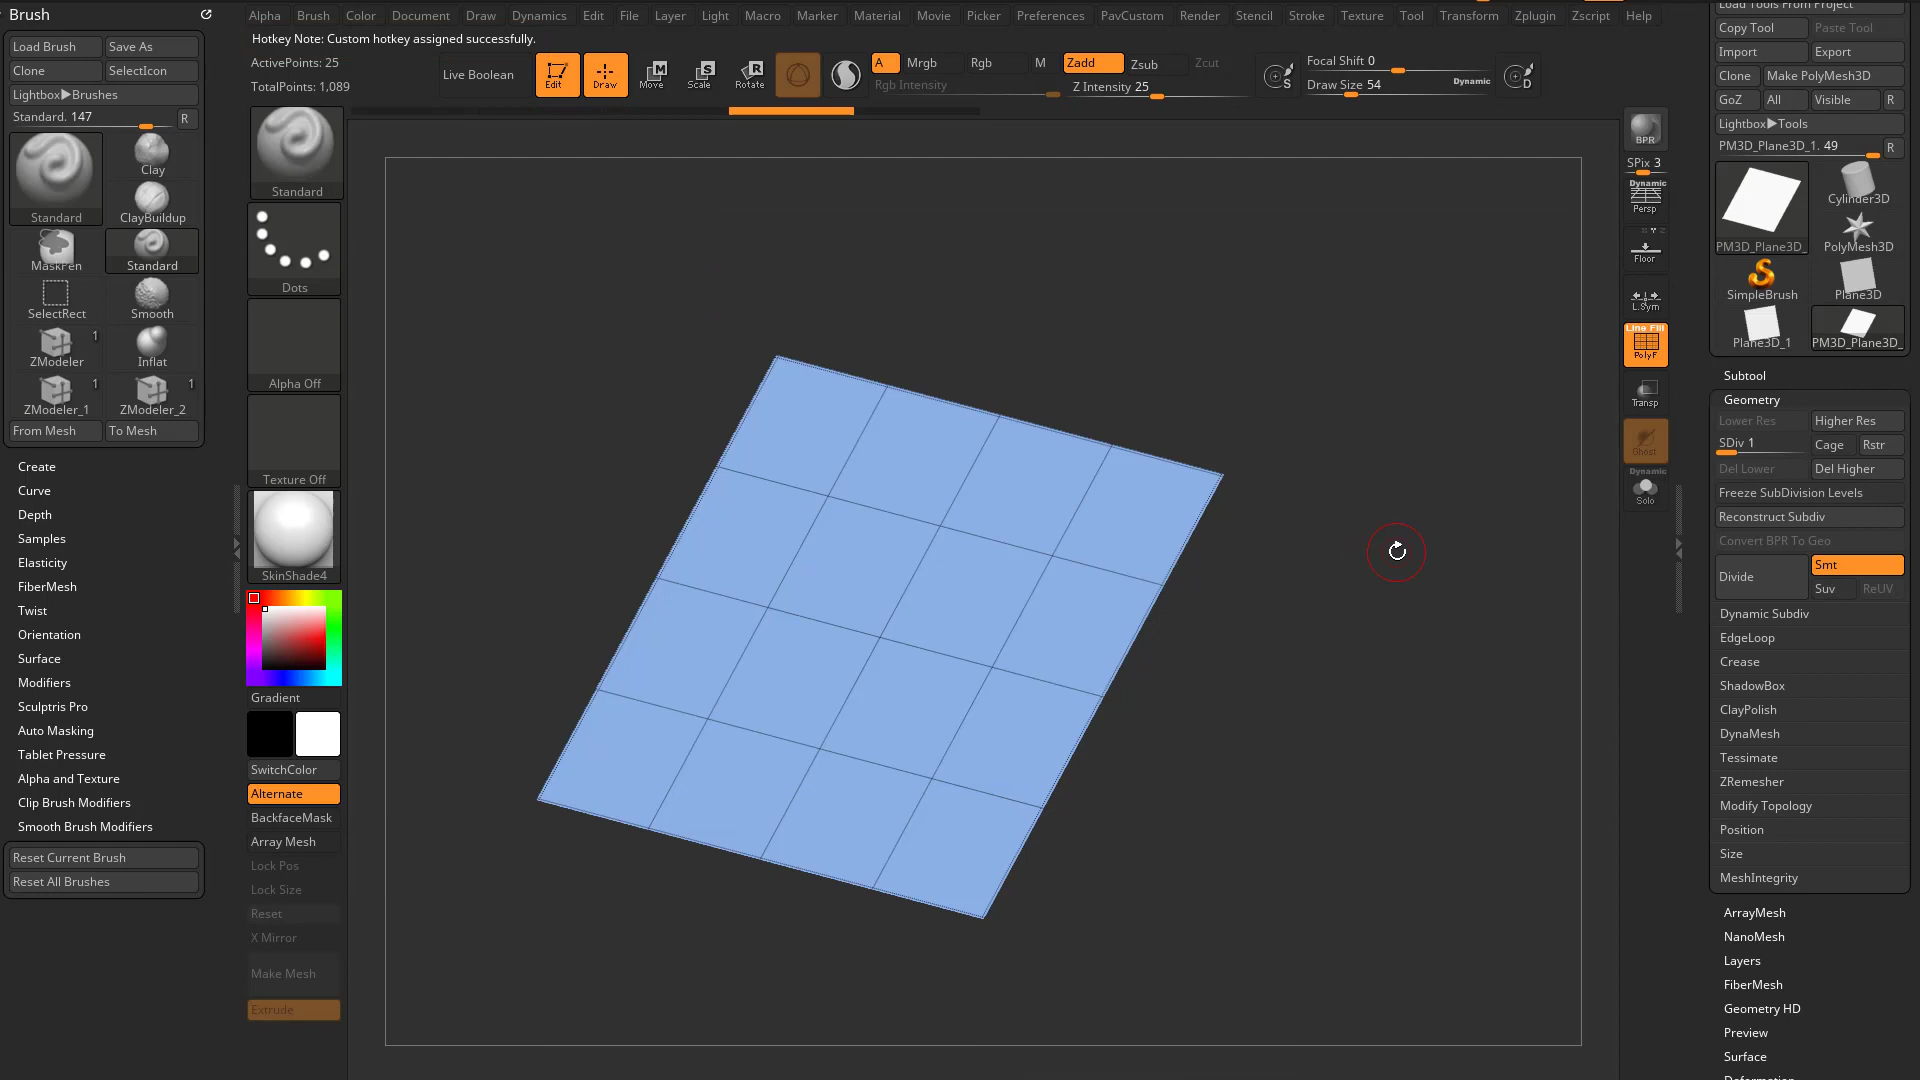 Brush
Alpha Brush Color Document Draw Dynamics Edit File Layer Light Macro Marker Material Movie Picker Preferences PavCustom Render Stencil Stroke Texture Tool Transform Zplugin Zscript Help
Hotkey Note: Custom hotkey assigned successfully.
ActivePoints: 25
TotalPoints: 1,089
Live Boolean
Edit
Draw
Move
Scale
Rotate
A Mrgb Rgb M Zadd Zsub Zcut
Rgb Intensity
Z Intensity 25
Focal Shift 0
Draw Size 54
Dynamic
S
D
Load Brush Save As
Clone SelectIcon
Lightbox▶Brushes
Standard. 147 R
Standard
Clay
ClayBuildup
MaskPen
Standard
SelectRect
Smooth
ZModeler 1
Inflat
ZModeler_1 1
ZModeler_2 1
From Mesh To Mesh
Create
Curve
Depth
Samples
Elasticity
FiberMesh
Twist
Orientation
Surface
Modifiers
Sculptris Pro
Auto Masking
Tablet Pressure
Alpha and Texture
Clip Brush Modifiers
Smooth Brush Modifiers
Reset Current Brush
Reset All Brushes
Standard
Dots
Alpha Off
Texture Off
SkinShade4
Gradient
SwitchColor
Alternate
BackfaceMask
Array Mesh
Lock Pos
Lock Size
Reset
X Mirror
Make Mesh
Extrude
BPR
SPix 3
Dynamic
Persp
Floor
L.Sym
Line Fill
PolyF
Transp
Ghost
Dynamic
Solo
Load Tools From Project
Copy Tool Paste Tool
Import Export
Clone Make PolyMesh3D
GoZ All Visible R
Lightbox▶Tools
PM3D_Plane3D_1. 49 R
PM3D_Plane3D_
Cylinder3D
PolyMesh3D
SimpleBrush
Plane3D
Plane3D_1
PM3D_Plane3D_
Subtool
Geometry
Lower Res Higher Res
SDiv 1 Cage Rstr
Del Lower Del Higher
Freeze SubDivision Levels
Reconstruct Subdiv
Convert BPR To Geo
Divide
Smt
Suv ReUV
Dynamic Subdiv
EdgeLoop
Crease
ShadowBox
ClayPolish
DynaMesh
Tessimate
ZRemesher
Modify Topology
Position
Size
MeshIntegrity
ArrayMesh
NanoMesh
Layers
FiberMesh
Geometry HD
Preview
Surface
Deformation